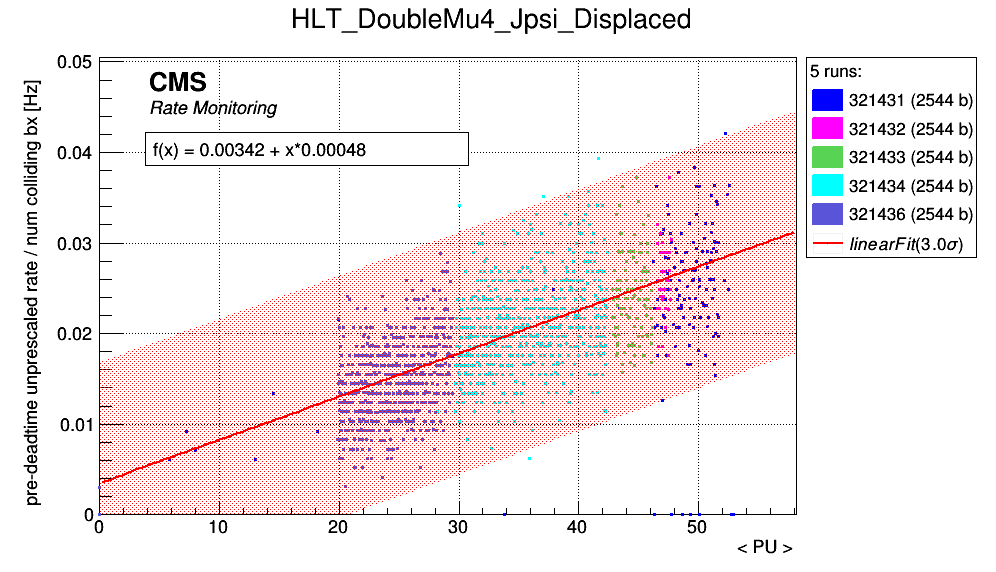 HLT_DoubleMu4_Jpsi_Displaced
pre-deadtime unprescaled rate / num colliding bx [Hz]
0.05
0.04
0.03
0.02
0.01
0
CMS
Rate Monitoring
f(x) = 0.00342 + x*0.00048
0 10 20 30 40 50
< PU >
5 runs:
321431 (2544 b)
321432 (2544 b)
321433 (2544 b)
321434 (2544 b)
321436 (2544 b)
linearFit(3.0σ)